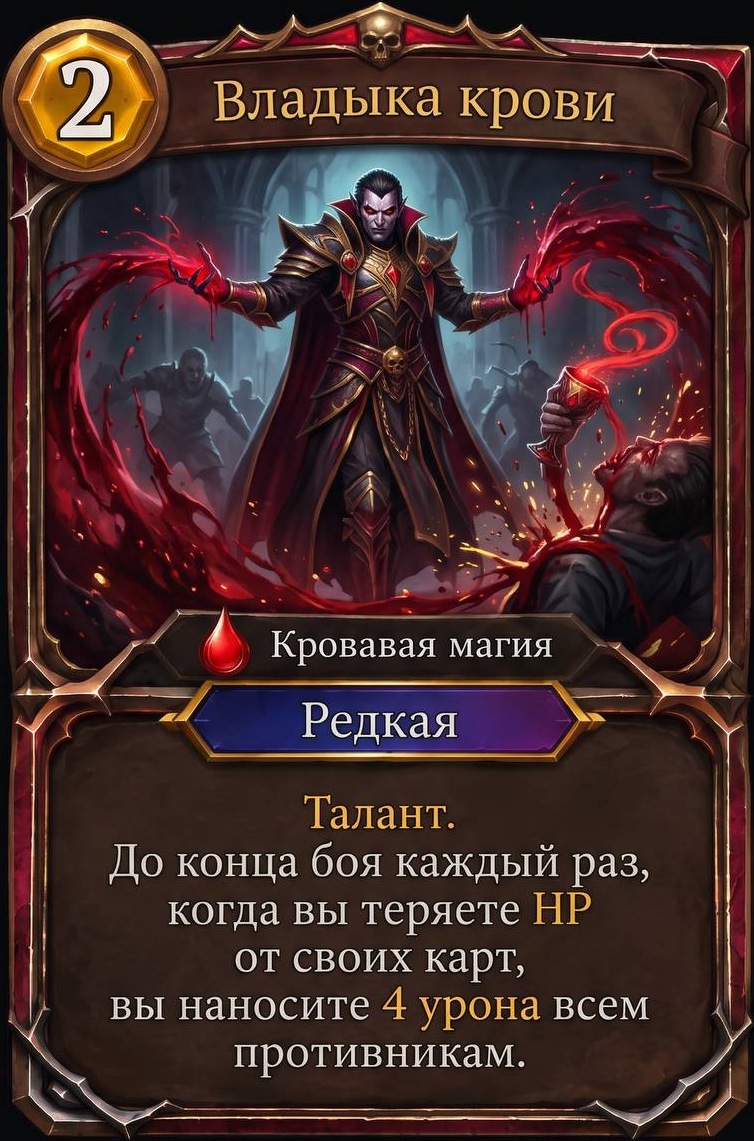 2
Владыка крови
Кровавая магия
Редкая
Талант.
До конца боя каждый раз,
когда вы теряете HP
от своих карт,
вы наносите 4 урона всем
противникам.